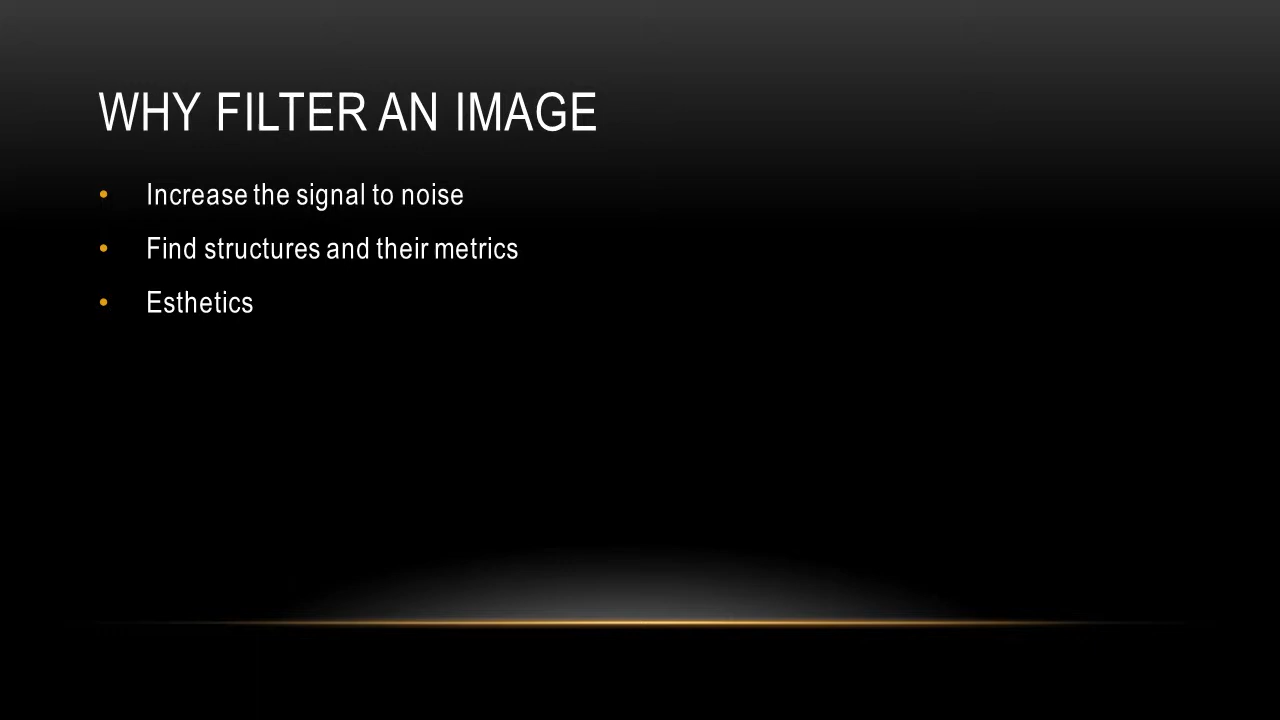 WHY FILTER AN IMAGE
• Increase the signal to noise
• Find structures and their metrics
• Esthetics